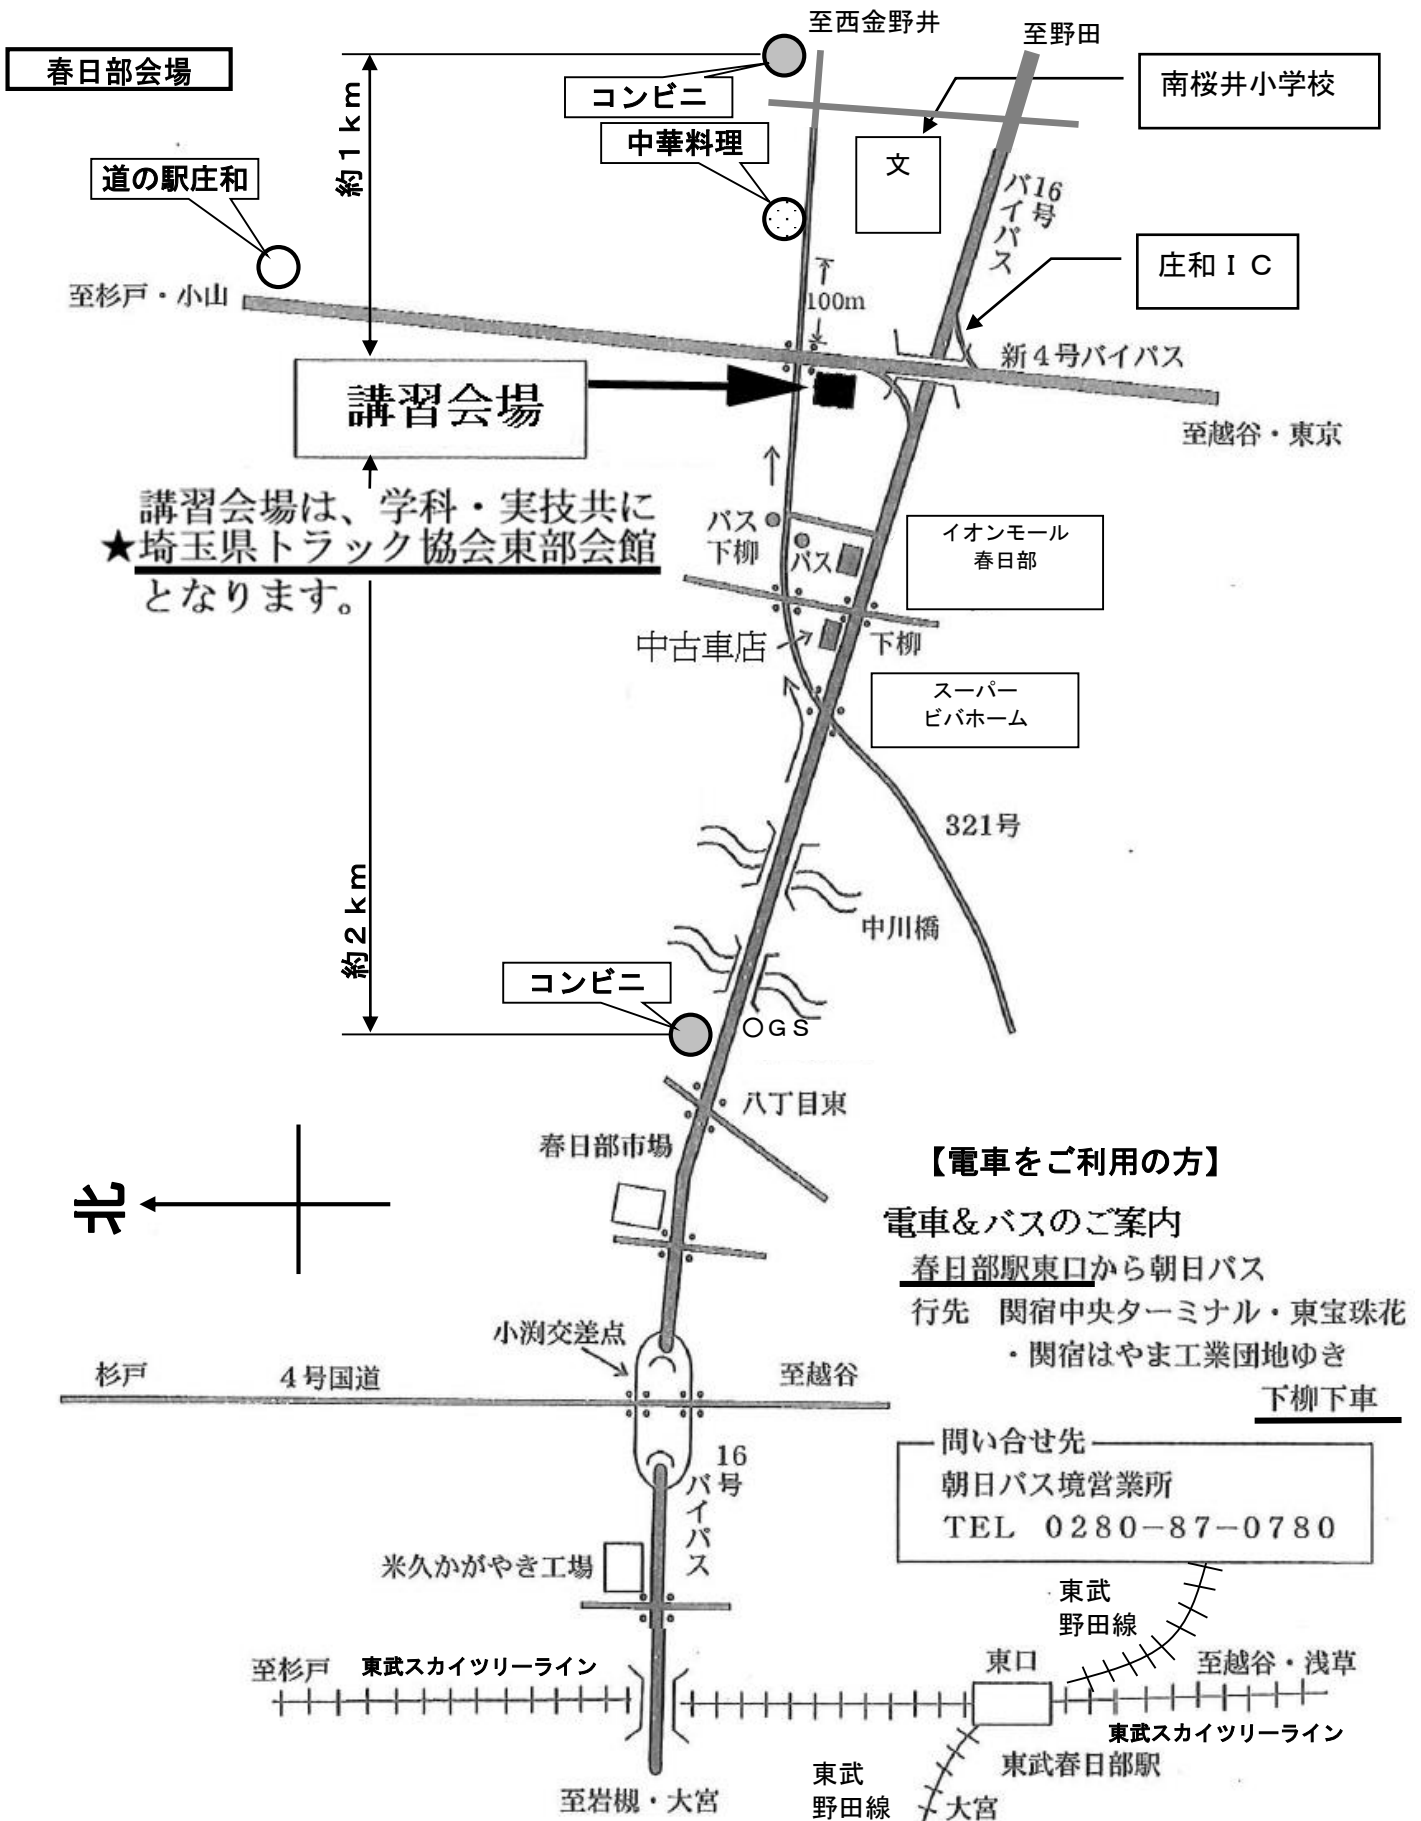 至西金野井
至野田
春日部会場
南桜井小学校
コンビニ
約1km
中華料理
文
道の駅庄和
16号
バイパス
庄和IC
至杉戸・小山
100m
新4号バイパス
講習会場
至越谷・東京
講習会場は、学科・実技共に
★埼玉県トラック協会東部会館
となります。
バス
下柳
バス
イオンモール
春日部
中古車店
下柳
スーパー
ビバホーム
321号
約2km
中川橋
コンビニ
○GS
八丁目東
春日部市場
北
【電車をご利用の方】
電車&バスのご案内
春日部駅東口から朝日バス
行先 関宿中央ターミナル・東宝珠花
・関宿はやま工業団地ゆき
下柳下車
小渕交差点
杉戸
4号国道
至越谷
問い合せ先
朝日バス境営業所
TEL 0280-87-0780
16号
バイパス
米久かがやき工場
東武
野田線
至杉戸
東武スカイツリーライン
東口
至越谷・浅草
東武スカイツリーライン
東武春日部駅
東武
野田線
大宮
至岩槻・大宮